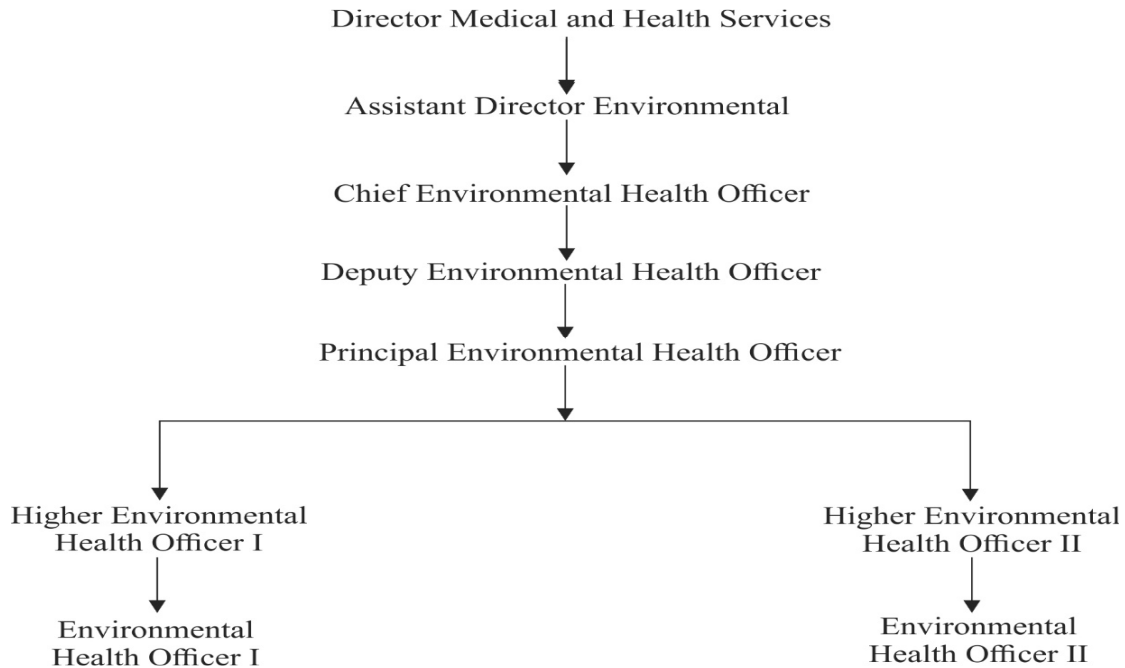 Director Medical and Health Services
Assistant Director Environmental
Chief Environmental Health Officer
Deputy Environmental Health Officer
Principal Environmental Health Officer
Higher Environmental
Health Officer I
Higher Environmental
Health Officer II
Environmental
Health Officer I
Environmental
Health Officer II